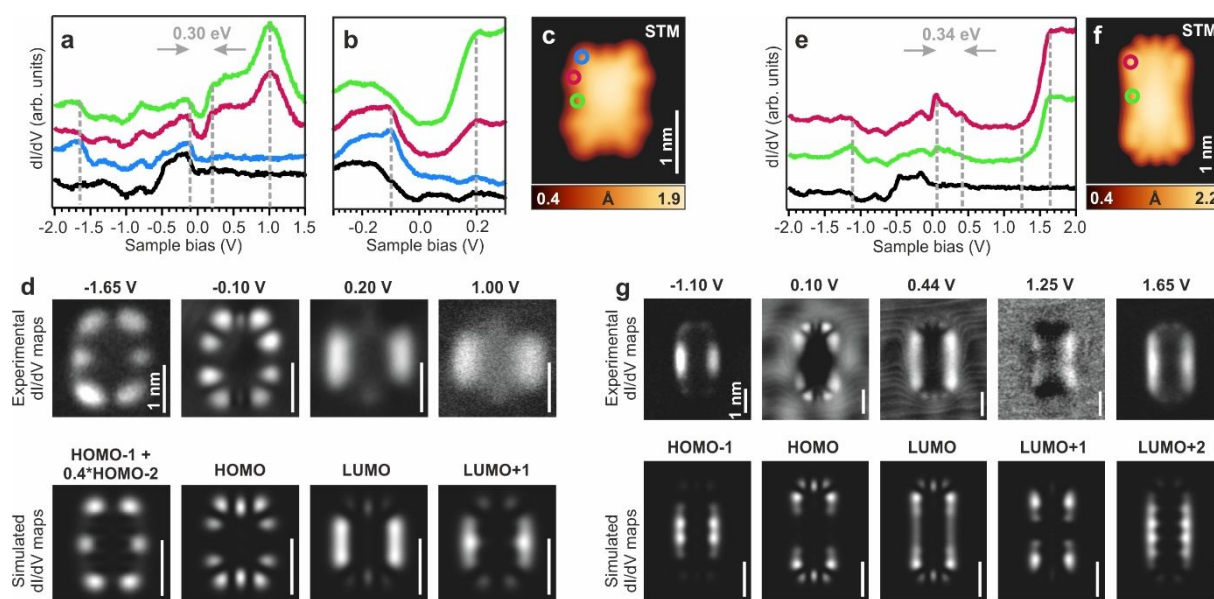 a
0.30 eV
dI/dV (arb. units)
-2.0 -1.5 -1.0 -0.5 0.0 0.5 1.0 1.5
Sample bias (V)
b
-0.2 0.0 0.2
Sample bias (V)
c
STM
1 nm
0.4 Å 1.9
e
0.34 eV
dI/dV (arb. units)
-2.0 -1.5 -1.0 -0.5 0.0 0.5 1.0 1.5 2.0
Sample bias (V)
f
STM
1 nm
0.4 Å 2.2
d
-1.65 V -0.10 V 0.20 V 1.00 V
Experimental
dI/dV maps
1 nm
HOMO-1 +
0.4*HOMO-2
HOMO LUMO LUMO+1
Simulated
dI/dV maps
g
-1.10 V 0.10 V 0.44 V 1.25 V 1.65 V
Experimental
dI/dV maps
1 nm
HOMO-1 HOMO LUMO LUMO+1 LUMO+2
Simulated
dI/dV maps